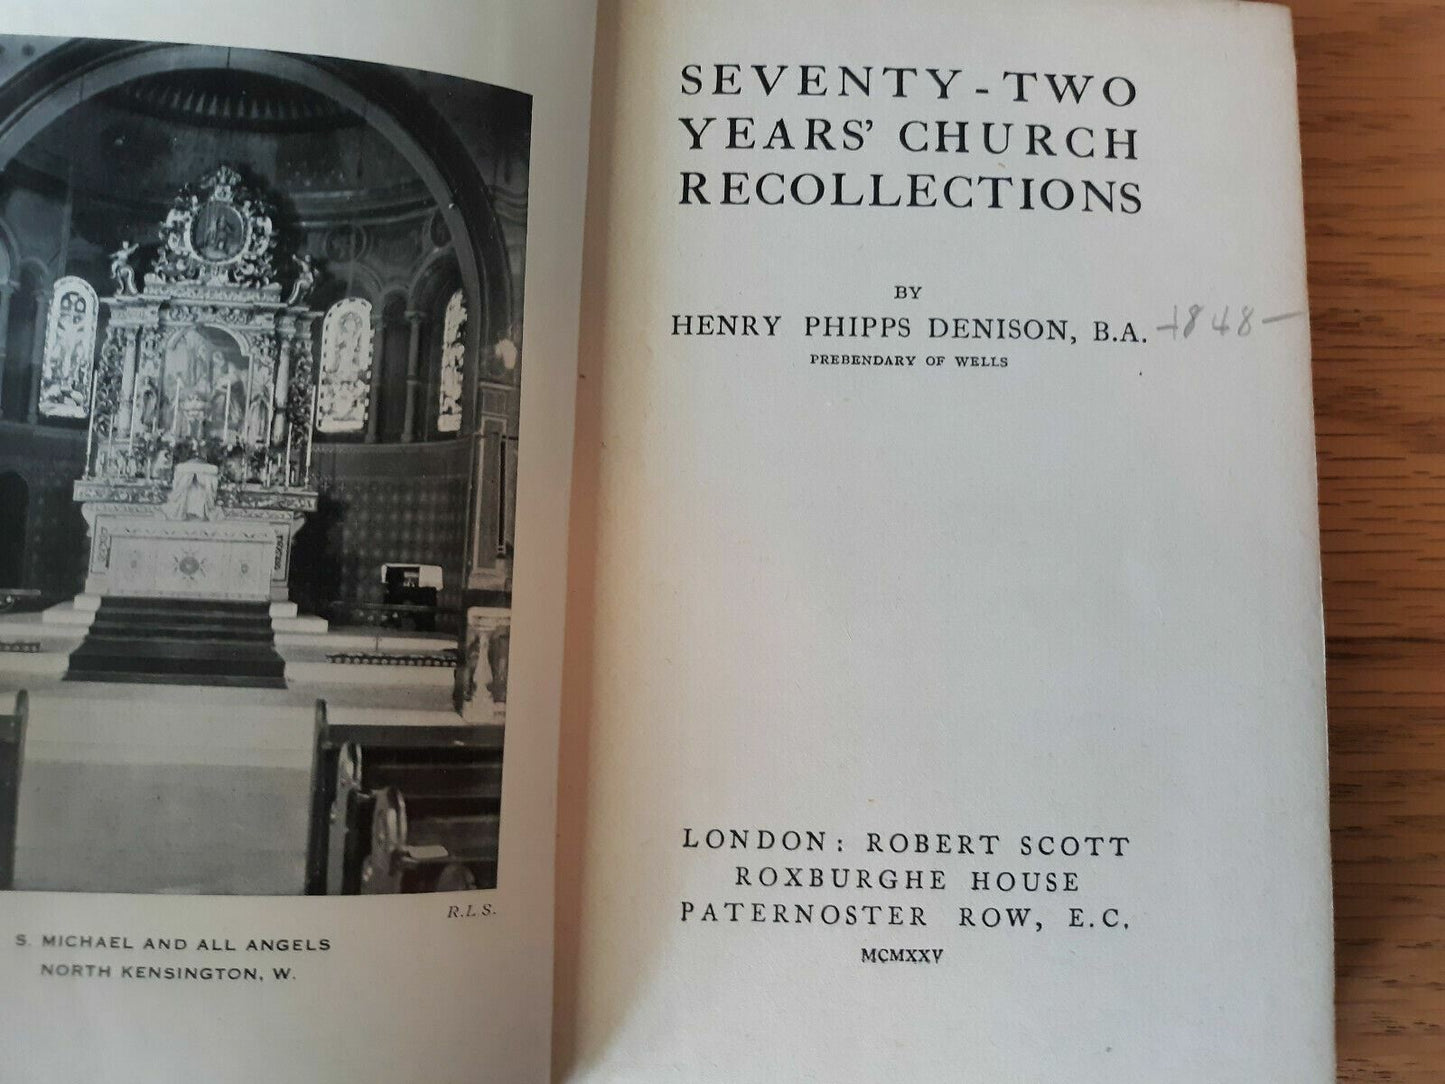 R.L.S.
S. MICHAEL AND ALL ANGELS
NORTH KENSINGTON, W.
SEVENTY-TWO
YEARS' CHURCH
RECOLLECTIONS
BY
HENRY PHIPPS DENISON, B.A. -1848-
PREBENDARY OF WELLS
LONDON: ROBERT SCOTT
ROXBURGHE HOUSE
PATERNOSTER ROW, E.C.
MCMXXV